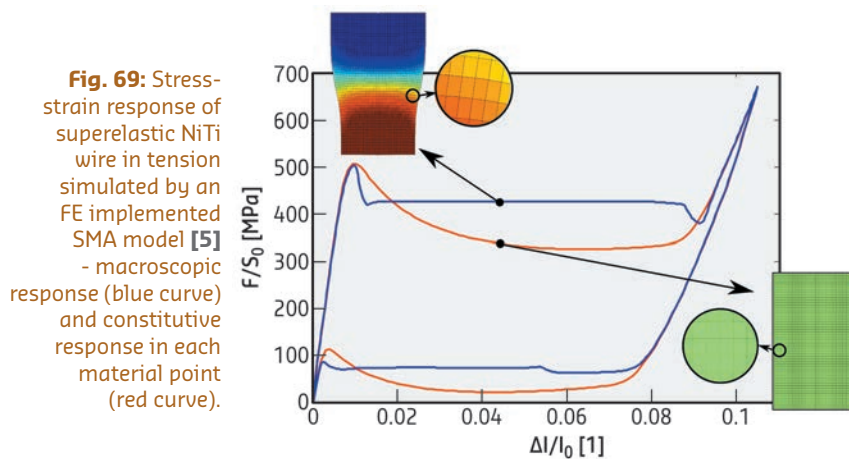 Fig. 69: Stress-
strain response of
superelastic NiTi
wire in tension
simulated by an
FE implemented
SMA model [5]
- macroscopic
response (blue curve)
and constitutive
response in each
material point
(red curve).
700
600
500
400
300
200
100
0
F/S₀ [MPa]
0 0.02 0.04 0.06 0.08 0.1
Δl/l₀ [1]